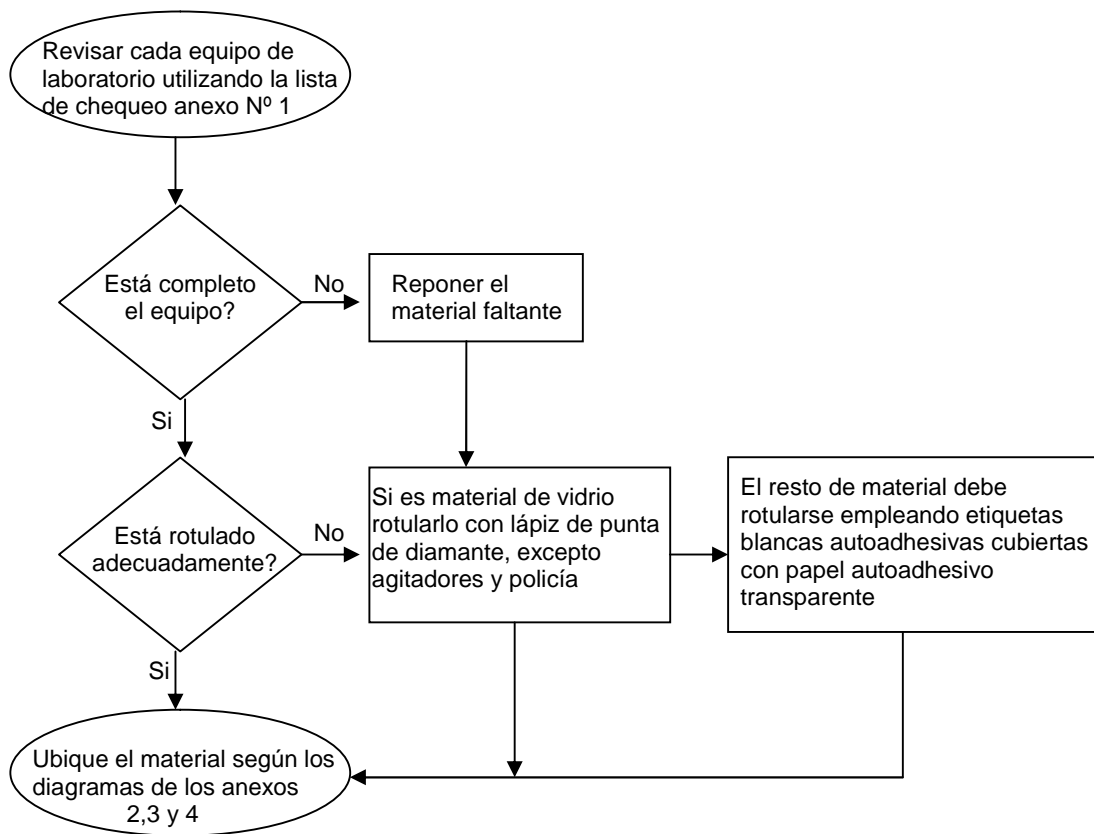 Revisar cada equipo de
laboratorio utilizando la lista
de chequeo anexo Nº 1
Está completo
el equipo?
No
Reponer el
material faltante
Si
Está rotulado
adecuadamente?
No
Si es material de vidrio
rotularlo con lápiz de punta
de diamante, excepto
agitadores y policía
El resto de material debe
rotularse empleando etiquetas
blancas autoadhesivas cubiertas
con papel autoadhesivo
transparente
Si
Ubique el material según los
diagramas de los anexos
2,3 y 4